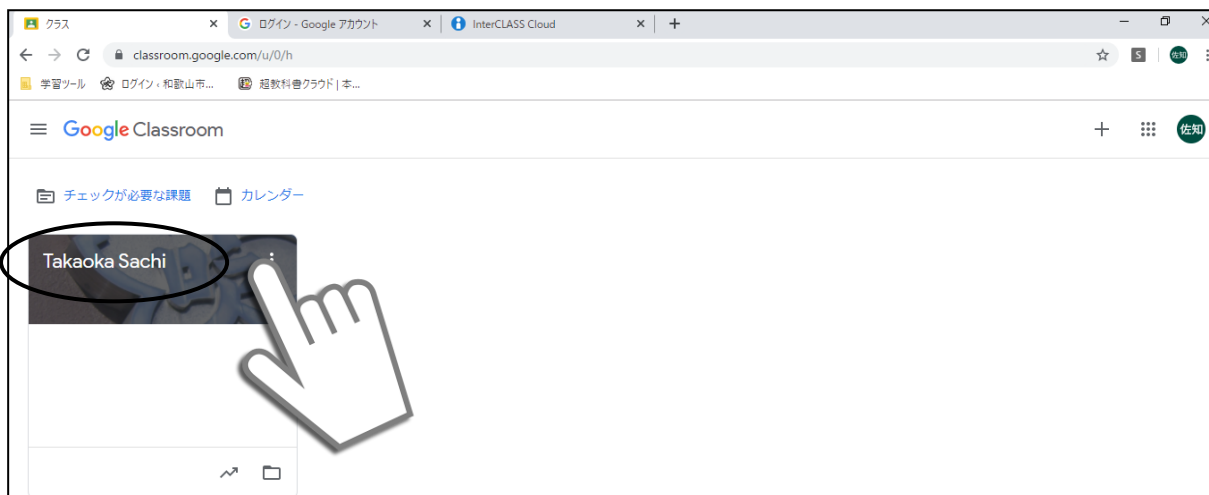 クラス
ログイン - Google アカウント
InterCLASS Cloud
classroom.google.com/u/0/h
S
佐知
学習ツール
ログイン ‹ 和歌山市...
超教科書クラウド | 本...
Google Classroom
佐知
チェックが必要な課題
カレンダー
Takaoka Sachi